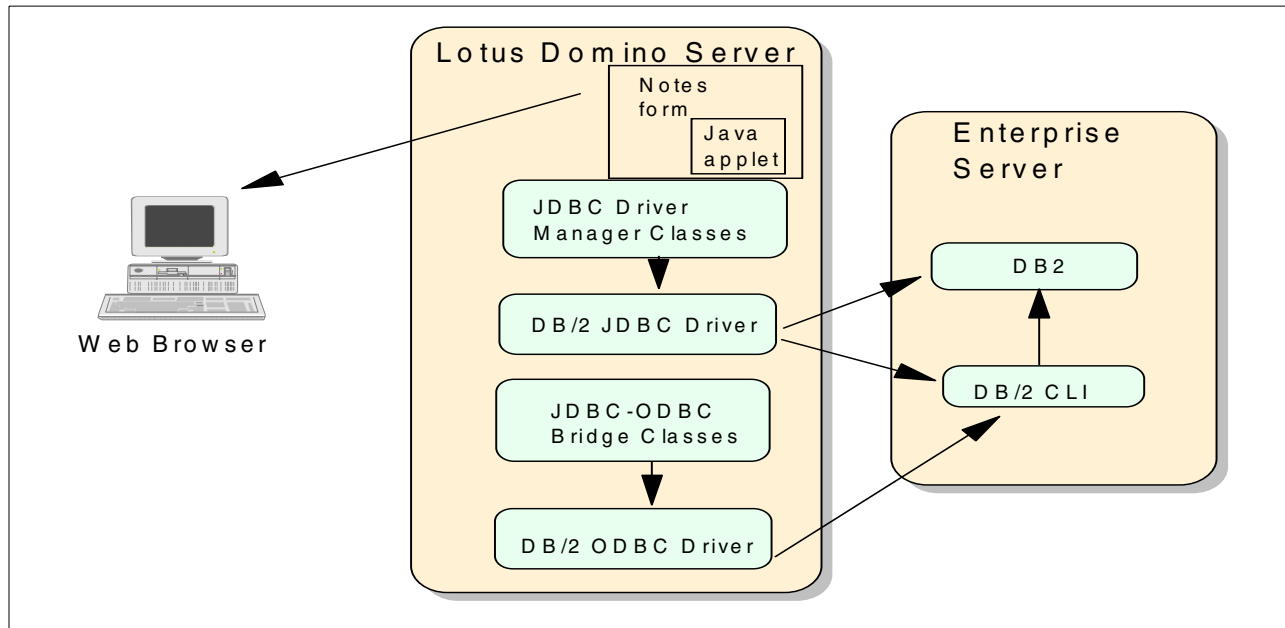 Lotus Domino Server
Notes
form
Java
applet
JDBC Driver
Manager Classes
DB/2 JDBC Driver
JDBC-ODBC
Bridge Classes
DB/2 ODBC Driver
Enterprise
Server
DB2
DB/2 CLI
Web Browser